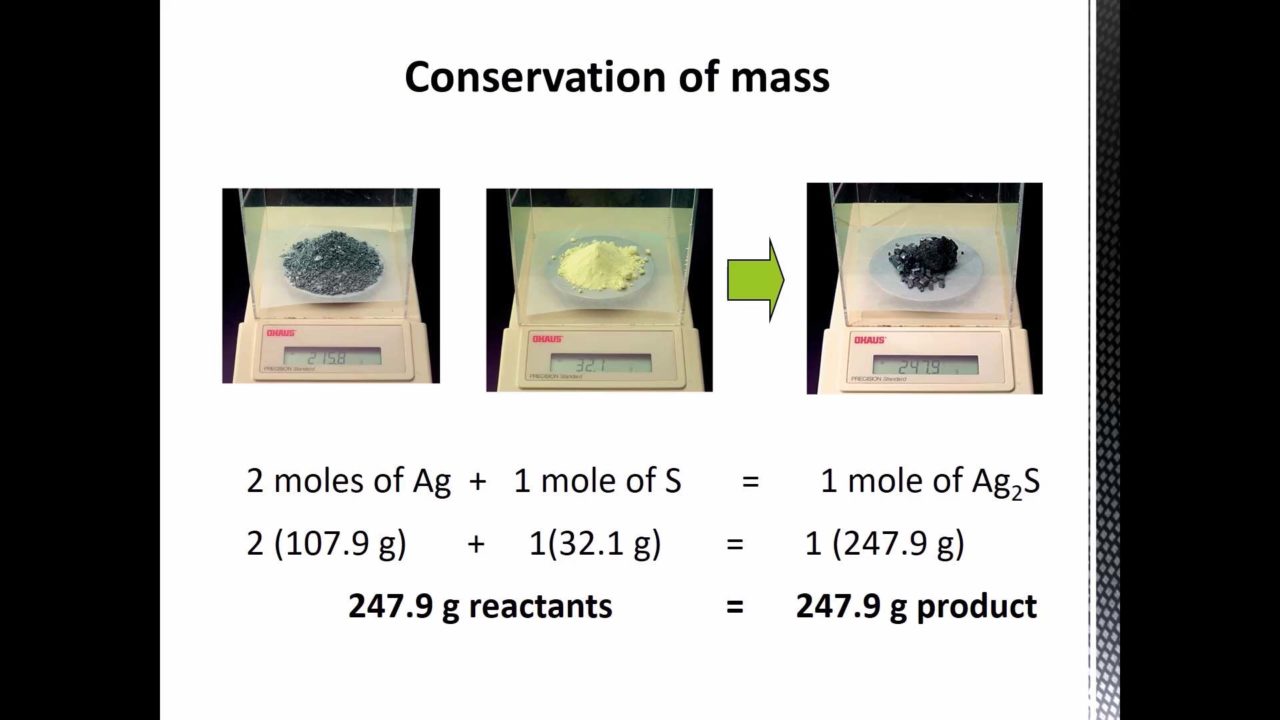 Conservation of mass
OHAUS
215.8
PRECISION Standard
OHAUS
32.1 g
PRECISION Standard
OHAUS
247.9 g
PRECISION Standard
2 moles of Ag + 1 mole of S = 1 mole of Ag₂S
2 (107.9 g) + 1(32.1 g) = 1 (247.9 g)
247.9 g reactants = 247.9 g product